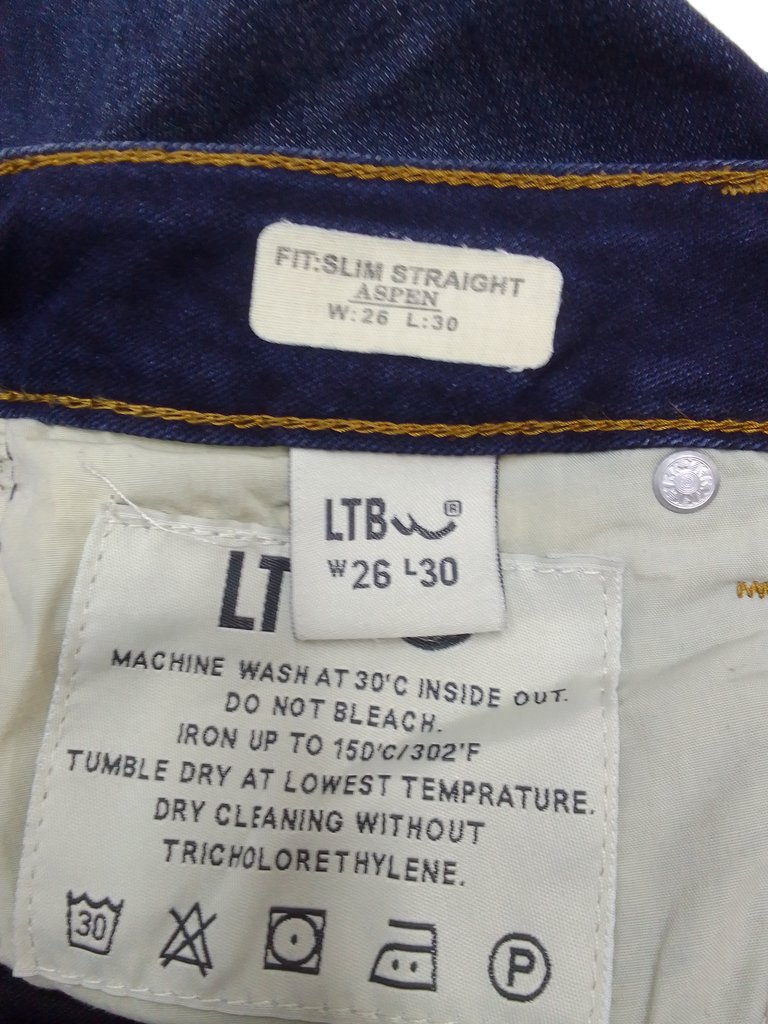 FIT:SLIM STRAIGHT
ASPEN
W:26 L:30
LTB ®
W26 L30
LT
MACHINE WASH AT 30'C INSIDE OUT.
DO NOT BLEACH.
IRON UP TO 150'C/302'F
TUMBLE DRY AT LOWEST TEMPRATURE.
DRY CLEANING WITHOUT
TRICHOLORETHYLENE.
30
P